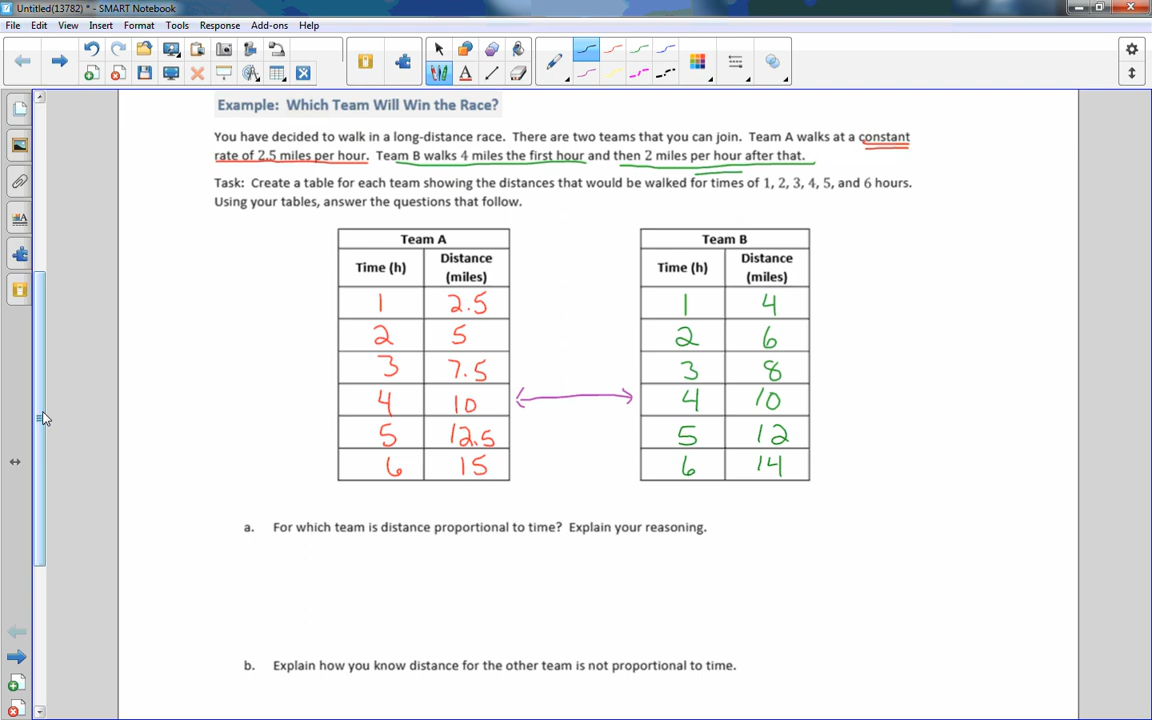 Untitled(13782) * - SMART Notebook
File Edit View Insert Format Tools Response Add-ons Help
Example: Which Team Will Win the Race?
You have decided to walk in a long-distance race. There are two teams that you can join. Team A walks at a constant
rate of 2.5 miles per hour. Team B walks 4 miles the first hour and then 2 miles per hour after that.
Task: Create a table for each team showing the distances that would be walked for times of 1, 2, 3, 4, 5, and 6 hours.
Using your tables, answer the questions that follow.
Team A
Time (h) Distance (miles)
1 2.5
2 5
3 7.5
4 10
5 12.5
6 15
Team B
Time (h) Distance (miles)
1 4
2 6
3 8
4 10
5 12
6 14
a. For which team is distance proportional to time? Explain your reasoning.
b. Explain how you know distance for the other team is not proportional to time.